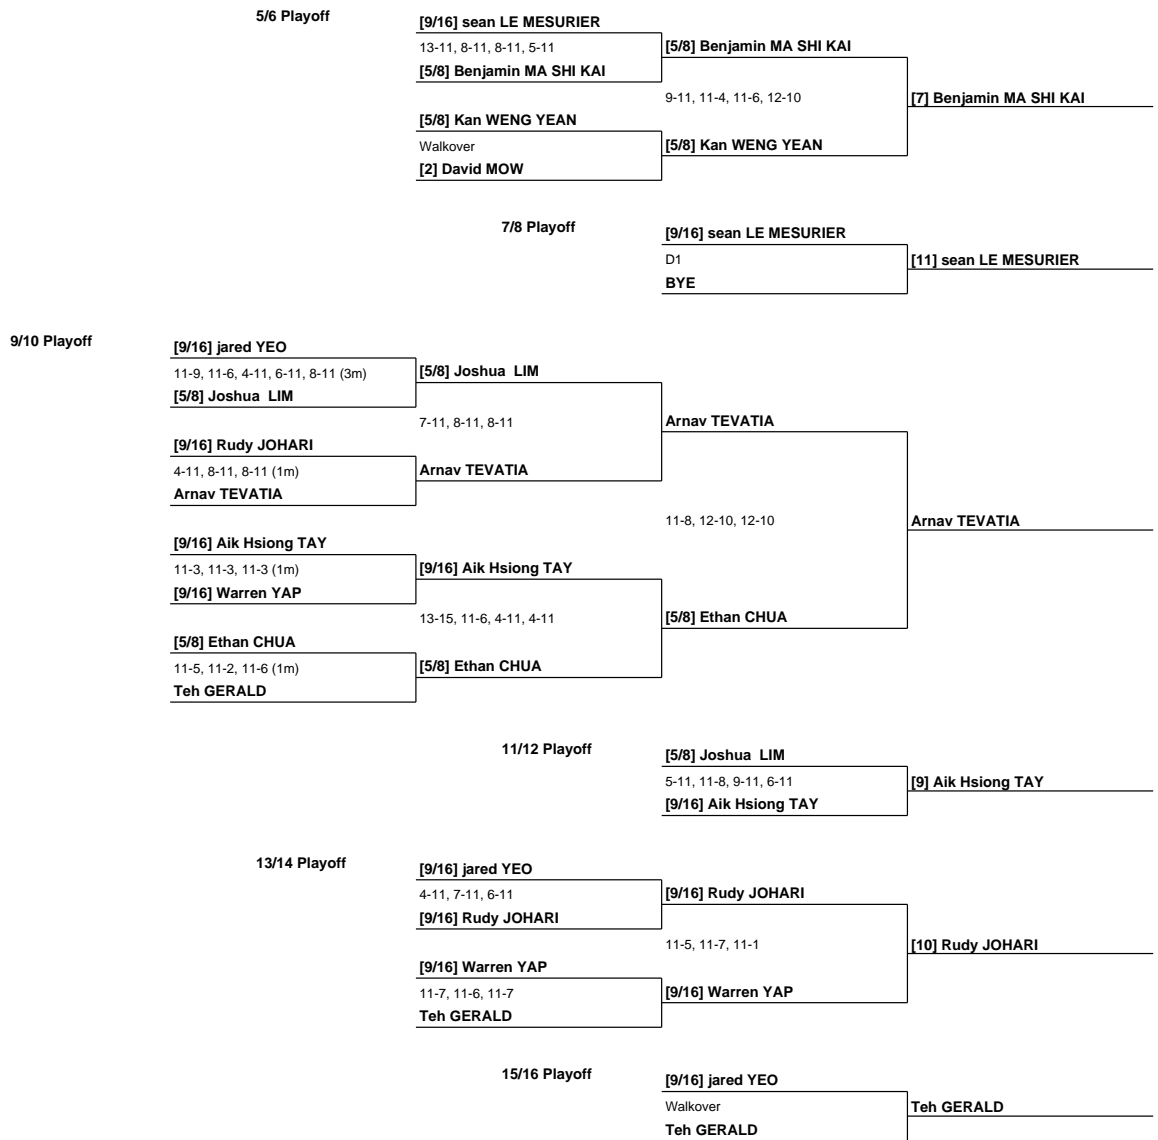 5/6 Playoff
[9/16] sean LE MESURIER
13-11, 8-11, 8-11, 5-11
[5/8] Benjamin MA SHI KAI
[5/8] Benjamin MA SHI KAI
9-11, 11-4, 11-6, 12-10
[7] Benjamin MA SHI KAI
[5/8] Kan WENG YEAN
Walkover
[5/8] Kan WENG YEAN
[2] David MOW
7/8 Playoff
[9/16] sean LE MESURIER
D1
[11] sean LE MESURIER
BYE
9/10 Playoff
[9/16] jared YEO
11-9, 11-6, 4-11, 6-11, 8-11 (3m)
[5/8] Joshua  LIM
[5/8] Joshua  LIM
7-11, 8-11, 8-11
Arnav TEVATIA
[9/16] Rudy JOHARI
4-11, 8-11, 8-11 (1m)
Arnav TEVATIA
Arnav TEVATIA
11-8, 12-10, 12-10
Arnav TEVATIA
[9/16] Aik Hsiong TAY
11-3, 11-3, 11-3 (1m)
[9/16] Aik Hsiong TAY
[9/16] Warren YAP
13-15, 11-6, 4-11, 4-11
[5/8] Ethan CHUA
[5/8] Ethan CHUA
11-5, 11-2, 11-6 (1m)
[5/8] Ethan CHUA
Teh GERALD
11/12 Playoff
[5/8] Joshua  LIM
5-11, 11-8, 9-11, 6-11
[9] Aik Hsiong TAY
[9/16] Aik Hsiong TAY
13/14 Playoff
[9/16] jared YEO
4-11, 7-11, 6-11
[9/16] Rudy JOHARI
[9/16] Rudy JOHARI
11-5, 11-7, 11-1
[10] Rudy JOHARI
[9/16] Warren YAP
11-7, 11-6, 11-7
[9/16] Warren YAP
Teh GERALD
15/16 Playoff
[9/16] jared YEO
Walkover
Teh GERALD
Teh GERALD